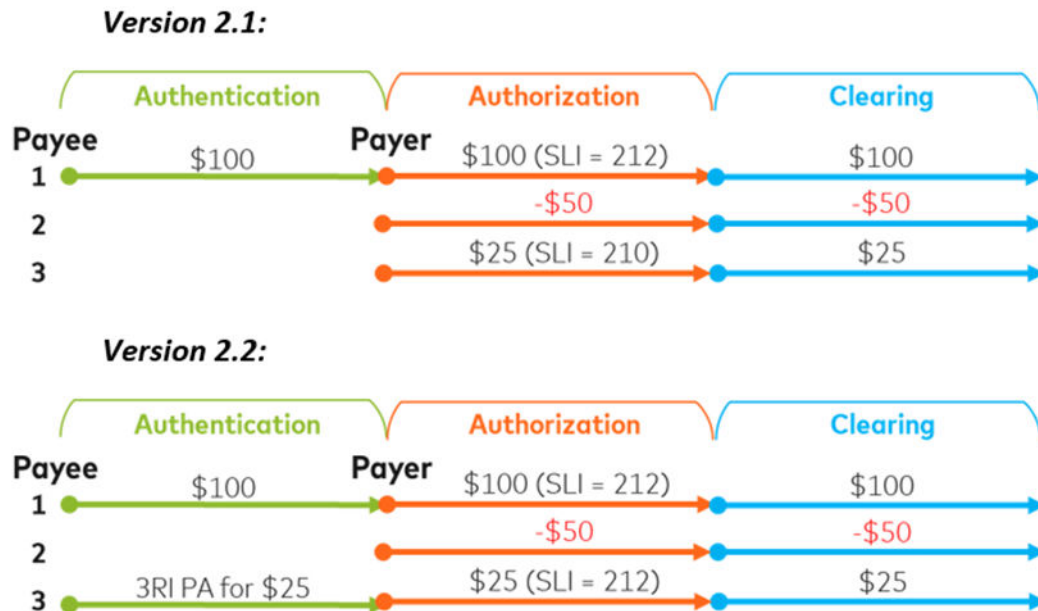 Version 2.1:
Authentication Authorization Clearing
Payee Payer
$100 $100 (SLI = 212) $100
1
-$50 -$50
2
$25 (SLI = 210) $25
3
Version 2.2:
Authentication Authorization Clearing
Payee Payer
$100 $100 (SLI = 212) $100
1
-$50 -$50
2
3RI PA for $25 $25 (SLI = 212) $25
3